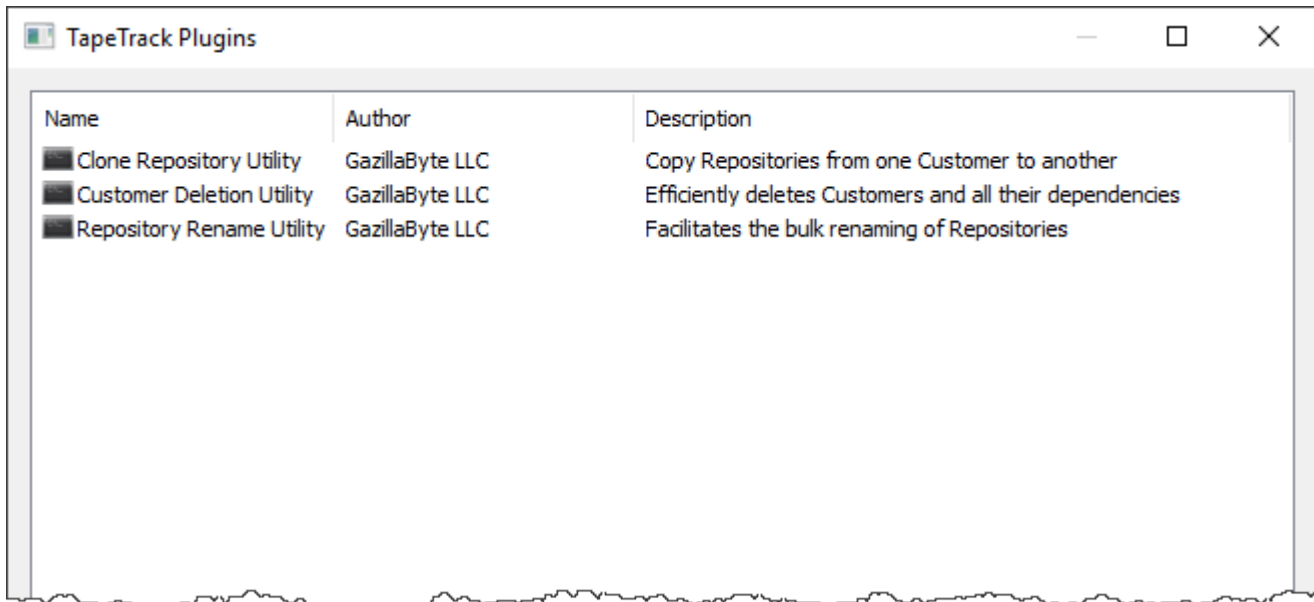 TapeTrack Plugins
Name Author Description
Clone Repository Utility GazillaByte LLC Copy Repositories from one Customer to another
Customer Deletion Utility GazillaByte LLC Efficiently deletes Customers and all their dependencies
Repository Rename Utility GazillaByte LLC Facilitates the bulk renaming of Repositories